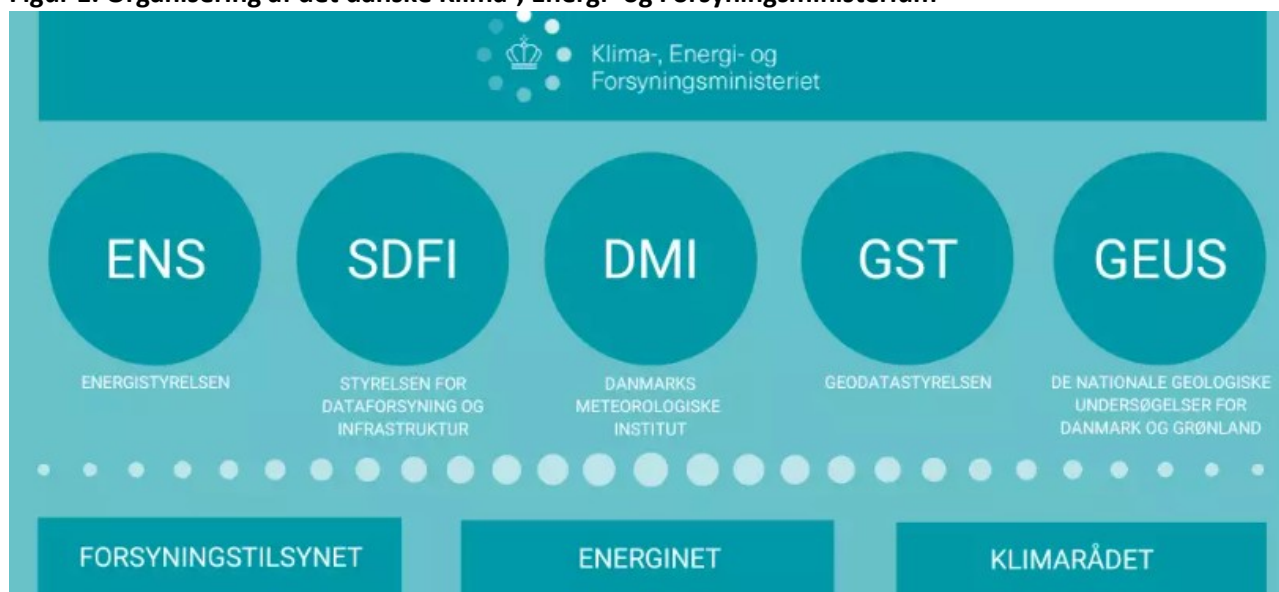 Klima-, Energi- og
Forsyningsministeriet
ENS
SDFI
DMI
GST
GEUS
ENERGISTYRELSEN
STYRELSEN FOR
DATAFORSYNING OG
INFRASTRUKTUR
DANMARKS
METEOROLOGISKE
INSTITUT
GEODATASTYRELSEN
DE NATIONALE GEOLOGISKE
UNDERSØGELSER FOR
DANMARK OG GRØNLAND
FORSYNINGSTILSYNET
ENERGINET
KLIMARÅDET